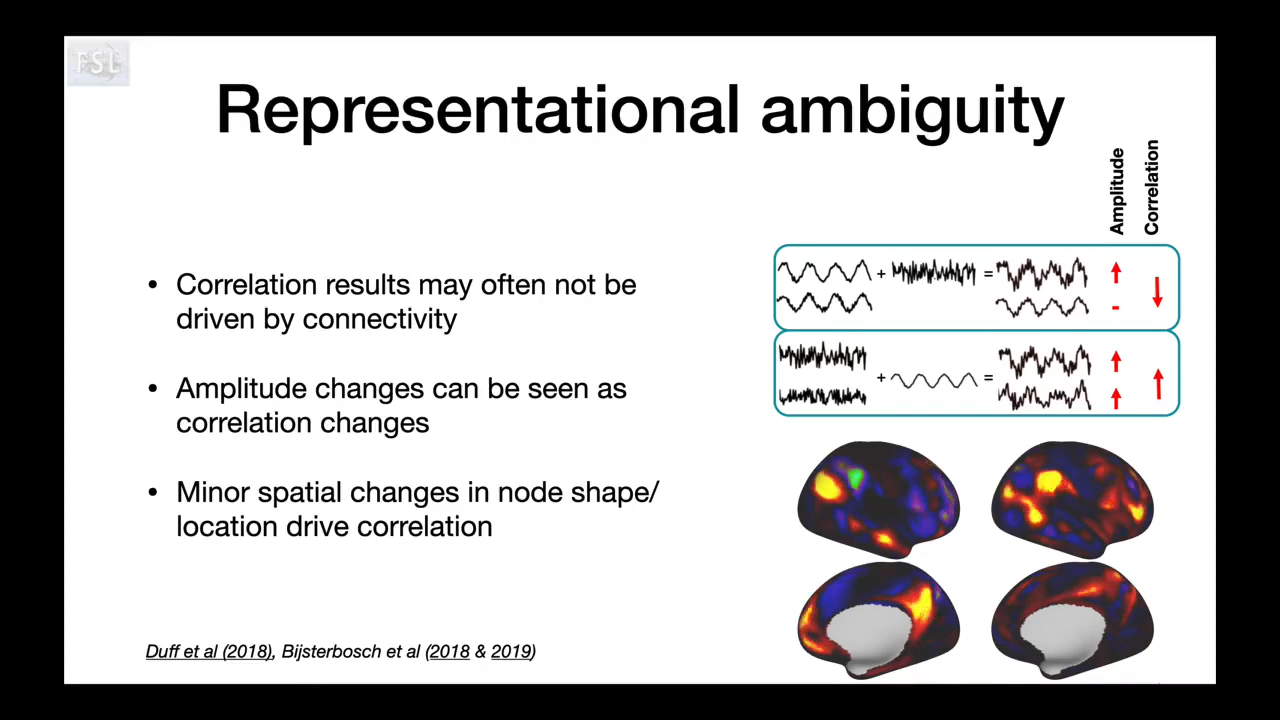 FSL
Representational ambiguity
Amplitude
Correlation
• Correlation results may often not be
driven by connectivity
• Amplitude changes can be seen as
correlation changes
• Minor spatial changes in node shape/
location drive correlation
+ =
-
+ =
Duff et al (2018), Bijsterbosch et al (2018 & 2019)